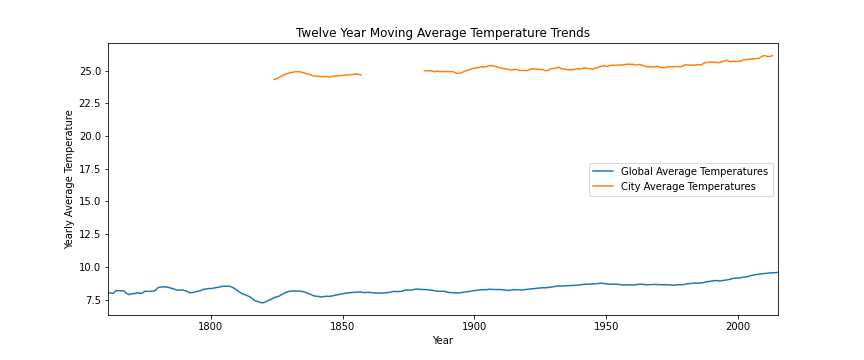 Twelve Year Moving Average Temperature Trends
Yearly Average Temperature
25.0
22.5
20.0
17.5
15.0
12.5
10.0
7.5
Global Average Temperatures
City Average Temperatures
1800
1850
1900
1950
2000
Year